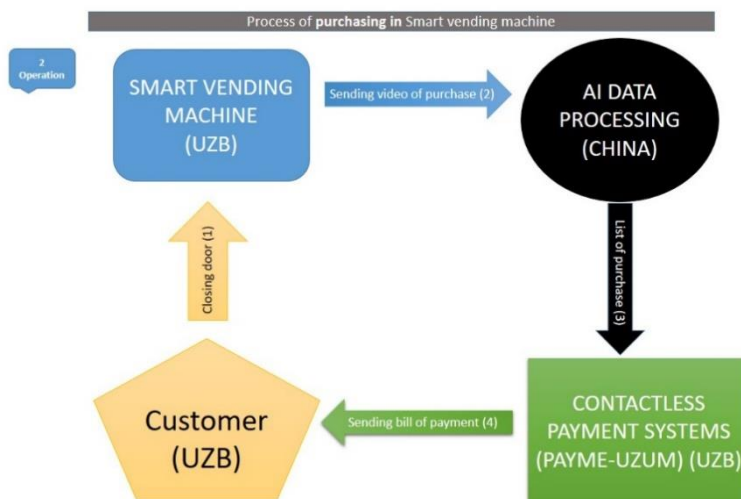 Process of purchasing in Smart vending machine
2
Operation
SMART VENDING
MACHINE
(UZB)
Sending video of purchase (2)
AI DATA
PROCESSING
(CHINA)
Closing door (1)
List of
purchase (3)
Customer
(UZB)
Sending bill of payment (4)
CONTACTLESS
PAYMENT SYSTEMS
(PAYME-UZUM) (UZB)